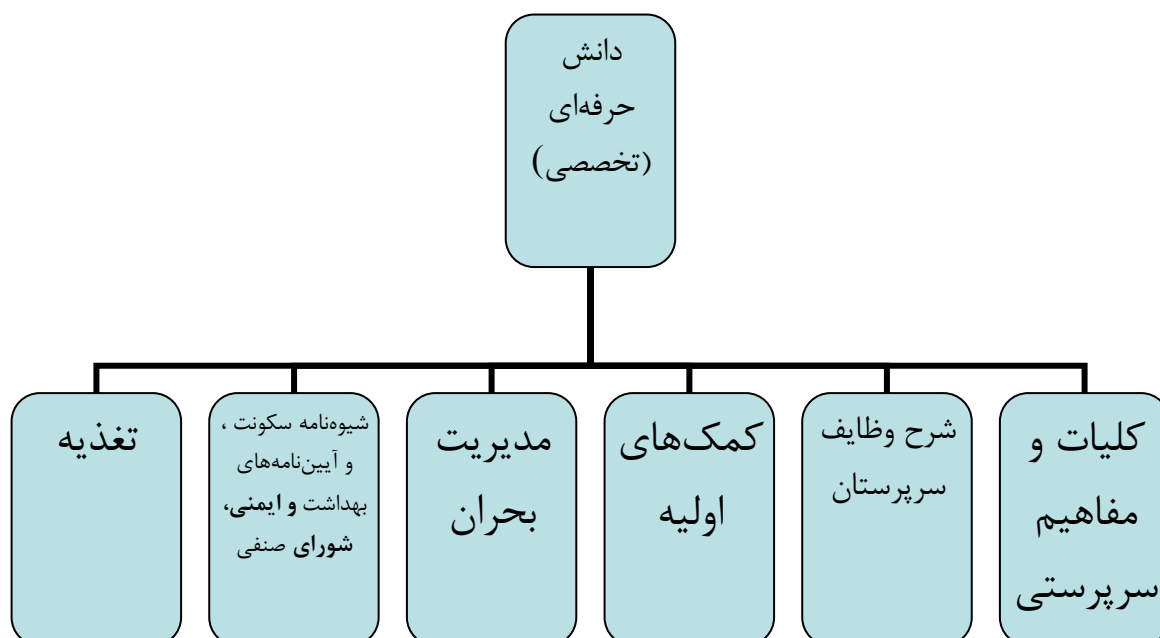 دانش
حرفه‌ای
(تخصصی)
کلیات و
مفاهیم
سرپرستی
شرح وظایف
سرپرستان
کمک‌های
اولیه
مدیریت
بحران
شیوه‌نامه سکونت ،
و آیین‌نامه‌های
بهداشت و ایمنی،
شورای صنفی
تغذیه